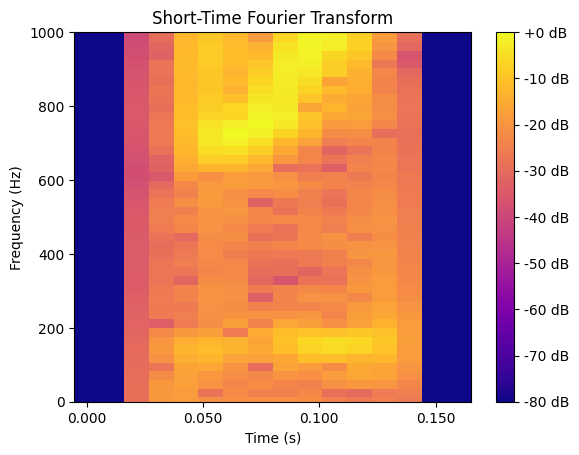 Short-Time Fourier Transform
1000
800
600
400
200
0
Frequency (Hz)
0.000
0.050
0.100
0.150
Time (s)
+0 dB
-10 dB
-20 dB
-30 dB
-40 dB
-50 dB
-60 dB
-70 dB
-80 dB